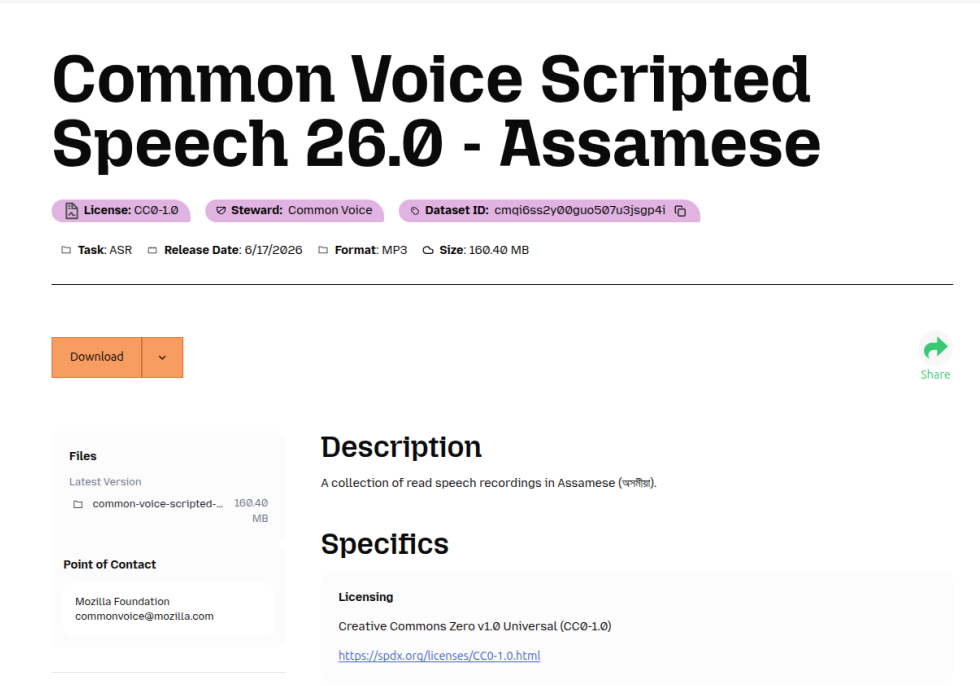 Common Voice Scripted
Speech 26.0 - Assamese
License: CC0-1.0 Steward: Common Voice Dataset ID: cmqi6ss2y00guo507u3jsgp4i
Task: ASR Release Date: 6/17/2026 Format: MP3 Size: 160.40 MB
Download
Share
Files
Latest Version
common-voice-scripted-... 160.40
MB
Point of Contact
Mozilla Foundation
commonvoice@mozilla.com
Description
A collection of read speech recordings in Assamese (অসমীয়া).
Specifics
Licensing
Creative Commons Zero v1.0 Universal (CC0-1.0)
https://spdx.org/licenses/CC0-1.0.html